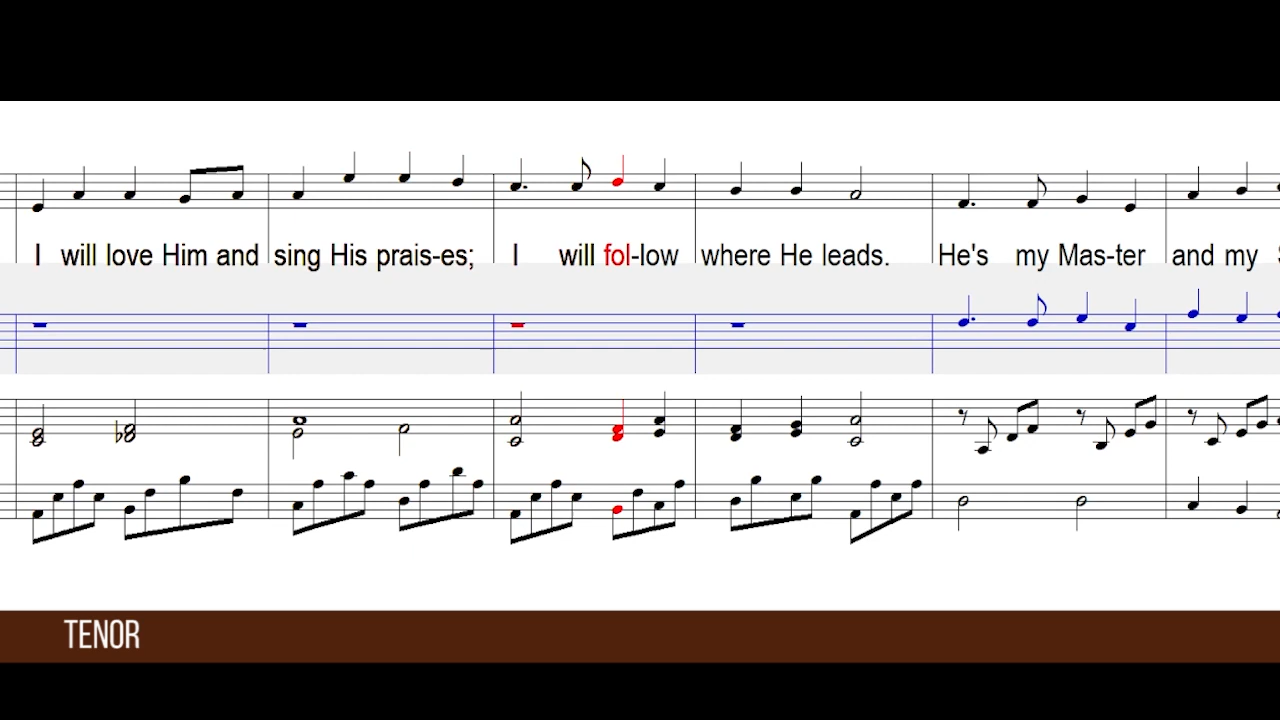 I will love Him and sing His prais-es; I will fol-low where He leads. He's my Mas-ter and my
TENOR